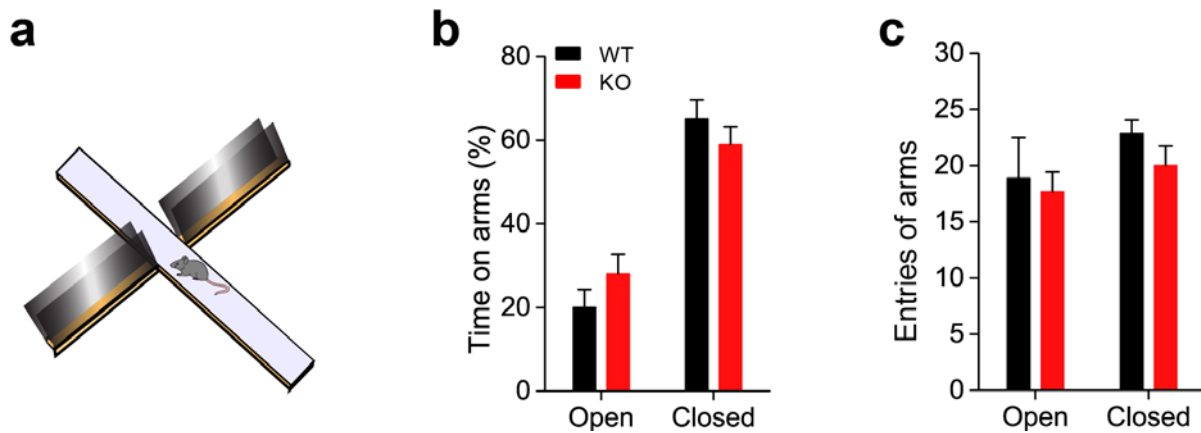 a
b
Time on arms (%)
80
60
40
20
0
WT
KO
Open Closed
c
Entries of arms
30
25
20
15
10
5
0
Open Closed